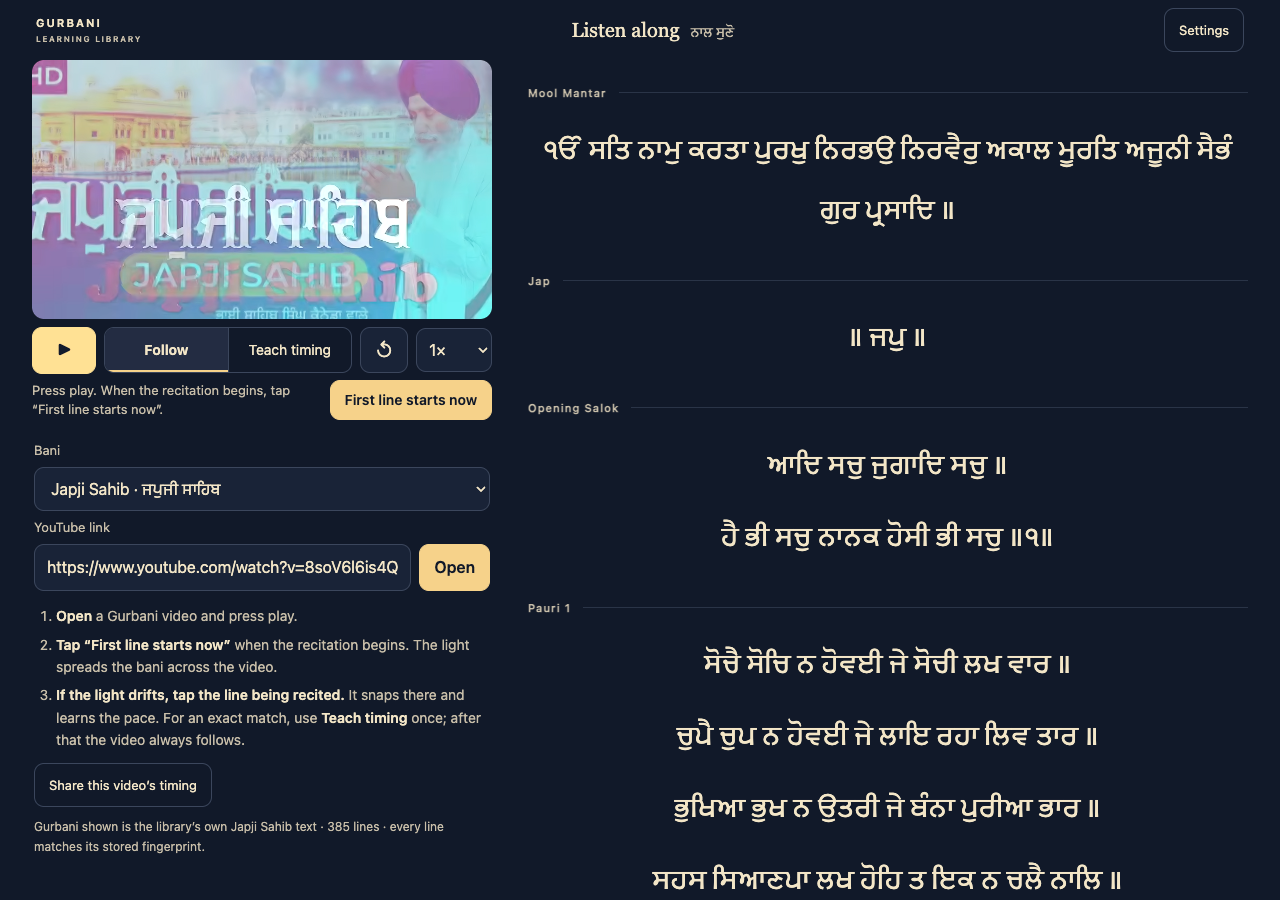 GURBANI
LEARNING LIBRARY
Listen along ਨਾਲ ਸੁਣੋ
Settings
HD
ਜਪੁਜੀ ਸਾਹਿਬ
JAPJI SAHIB
Japji Sahib
Follow
Teach timing
1x
Press play. When the recitation begins, tap
“First line starts now”.
First line starts now
Bani
Japji Sahib · ਜਪੁਜੀ ਸਾਹਿਬ
YouTube link
https://www.youtube.com/watch?v=8soV6l6is4Q
Open
1. Open a Gurbani video and press play.
2. Tap “First line starts now” when the recitation begins. The light
spreads the bani across the video.
3. If the light drifts, tap the line being recited. It snaps there and
learns the pace. For an exact match, use Teach timing once; after
that the video always follows.
Share this video’s timing
Gurbani shown is the library’s own Japji Sahib text · 385 lines · every line
matches its stored fingerprint.
Mool Mantar
ੴ ਸਤਿ ਨਾਮੁ ਕਰਤਾ ਪੁਰਖੁ ਨਿਰਭਉ ਨਿਰਵੈਰੁ ਅਕਾਲ ਮੂਰਤਿ ਅਜੂਨੀ ਸੈਭੰ
ਗੁਰ ਪ੍ਰਸਾਦਿ ॥
Jap
॥ ਜਪੁ ॥
Opening Salok
ਆਦਿ ਸਚੁ ਜੁਗਾਦਿ ਸਚੁ ॥
ਹੈ ਭੀ ਸਚੁ ਨਾਨਕ ਹੋਸੀ ਭੀ ਸਚੁ ॥੧॥
Pauri 1
ਸੋਚੈ ਸੋਚਿ ਨ ਹੋਵਈ ਜੇ ਸੋਚੀ ਲਖ ਵਾਰ ॥
ਚੁਪੈ ਚੁਪ ਨ ਹੋਵਈ ਜੇ ਲਾਇ ਰਹਾ ਲਿਵ ਤਾਰ ॥
ਭੁਖਿਆ ਭੁਖ ਨ ਉਤਰੀ ਜੇ ਬੰਨਾ ਪੁਰੀਆ ਭਾਰ ॥
ਸਹਸ ਸਿਆਣਪਾ ਲਖ ਹੋਹਿ ਤ ਇਕ ਨ ਚਲੈ ਨਾਲਿ ॥